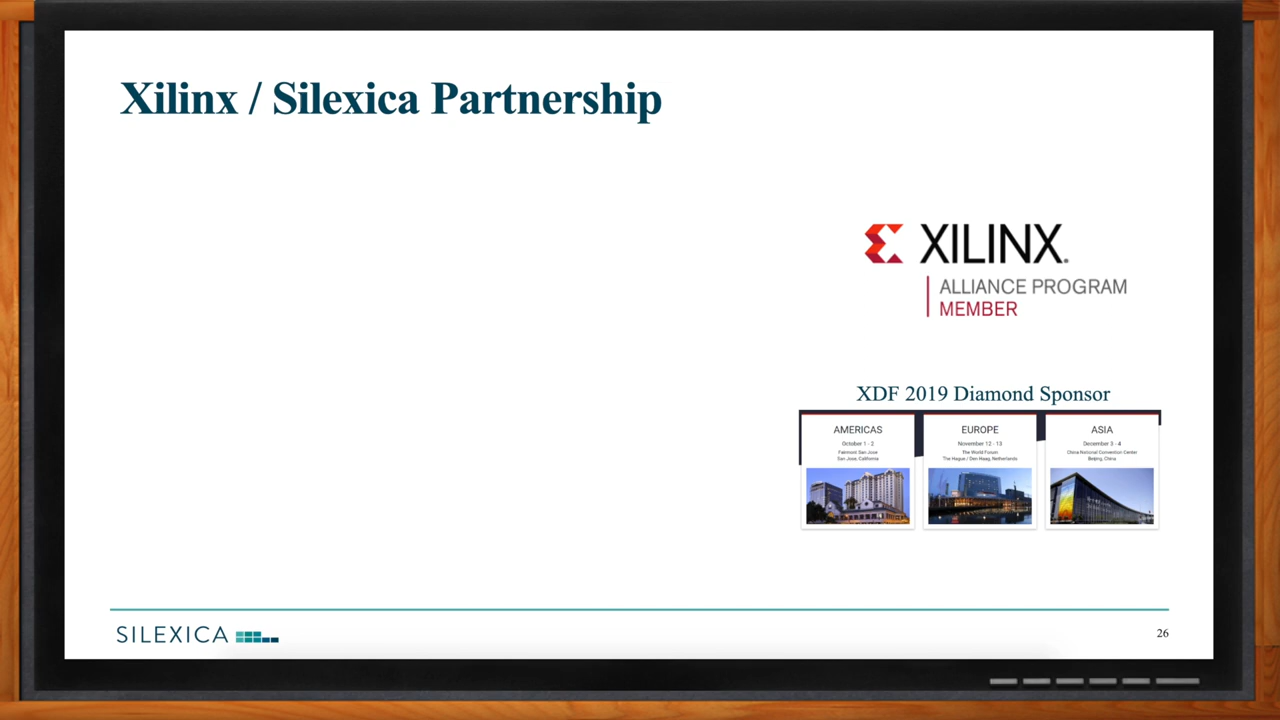 Xilinx / Silexica Partnership
XILINX.
ALLIANCE PROGRAM
MEMBER
XDF 2019 Diamond Sponsor
AMERICAS
October 1 - 2
Fairmont San Jose
San Jose, California
EUROPE
November 12 - 13
The World Forum
The Hague / Den Haag, Netherlands
ASIA
December 3 - 4
China National Convention Center
Beijing, China
SILEXICA
26